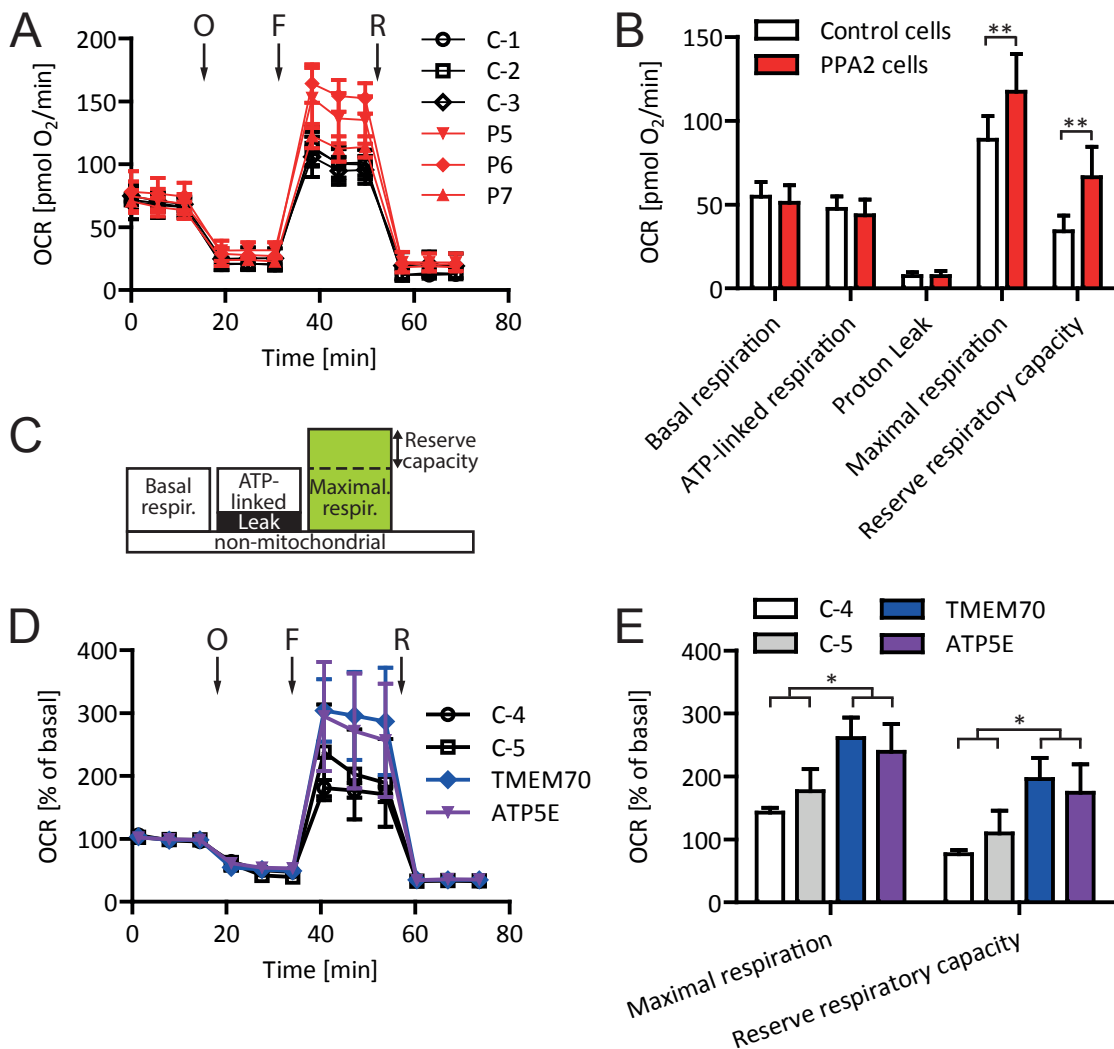 A
O F R
C-1
C-2
C-3
P5
P6
P7
OCR [pmol O₂/min]
200
150
100
50
0
0 20 40 60 80
Time [min]
B
Control cells
PPA2 cells
** **
OCR [pmol O₂/min]
150
100
50
0
Basal respiration
ATP-linked respiration
Proton Leak
Maximal respiration
Reserve respiratory capacity
C
Basal
respir.
ATP-
linked
Leak
Maximal.
respir.
Reserve
capacity
non-mitochondrial
D
O F R
C-4
C-5
TMEM70
ATP5E
OCR [% of basal]
400
300
200
100
0
0 20 40 60 80
Time [min]
E
C-4 TMEM70
C-5 ATP5E
* *
OCR [% of basal]
400
300
200
100
0
Maximal respiration
Reserve respiratory capacity